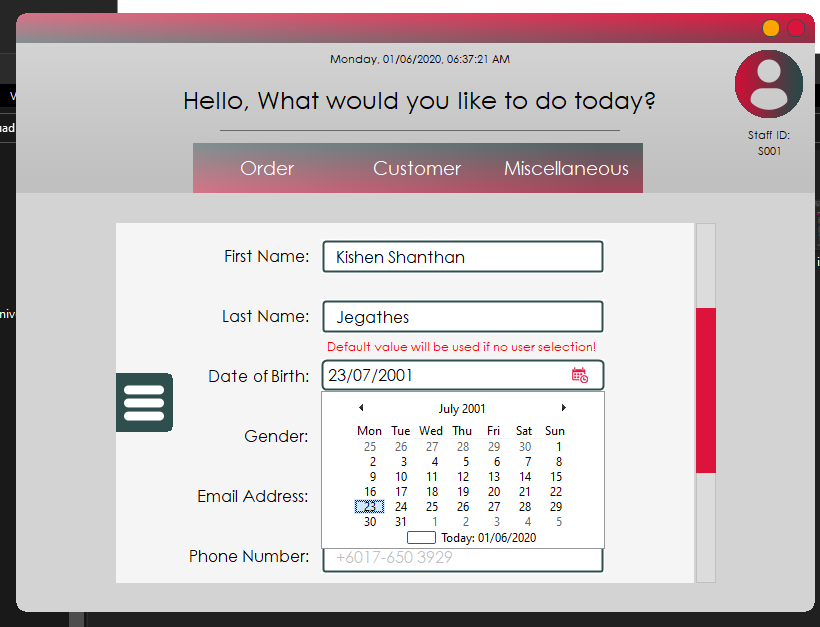 Monday, 01/06/2020, 06:37:21 AM
Hello, What would you like to do today?
Staff ID:
S001
Order Customer Miscellaneous
First Name: Kishen Shanthan
Last Name: Jegathes
Default value will be used if no user selection!
Date of Birth: 23/07/2001
July 2001
Mon Tue Wed Thu Fri Sat Sun
25 26 27 28 29 30 1
2 3 4 5 6 7 8
9 10 11 12 13 14 15
16 17 18 19 20 21 22
23 24 25 26 27 28 29
30 31 1 2 3 4 5
Today: 01/06/2020
Gender:
Email Address:
Phone Number: +6017-650 3929